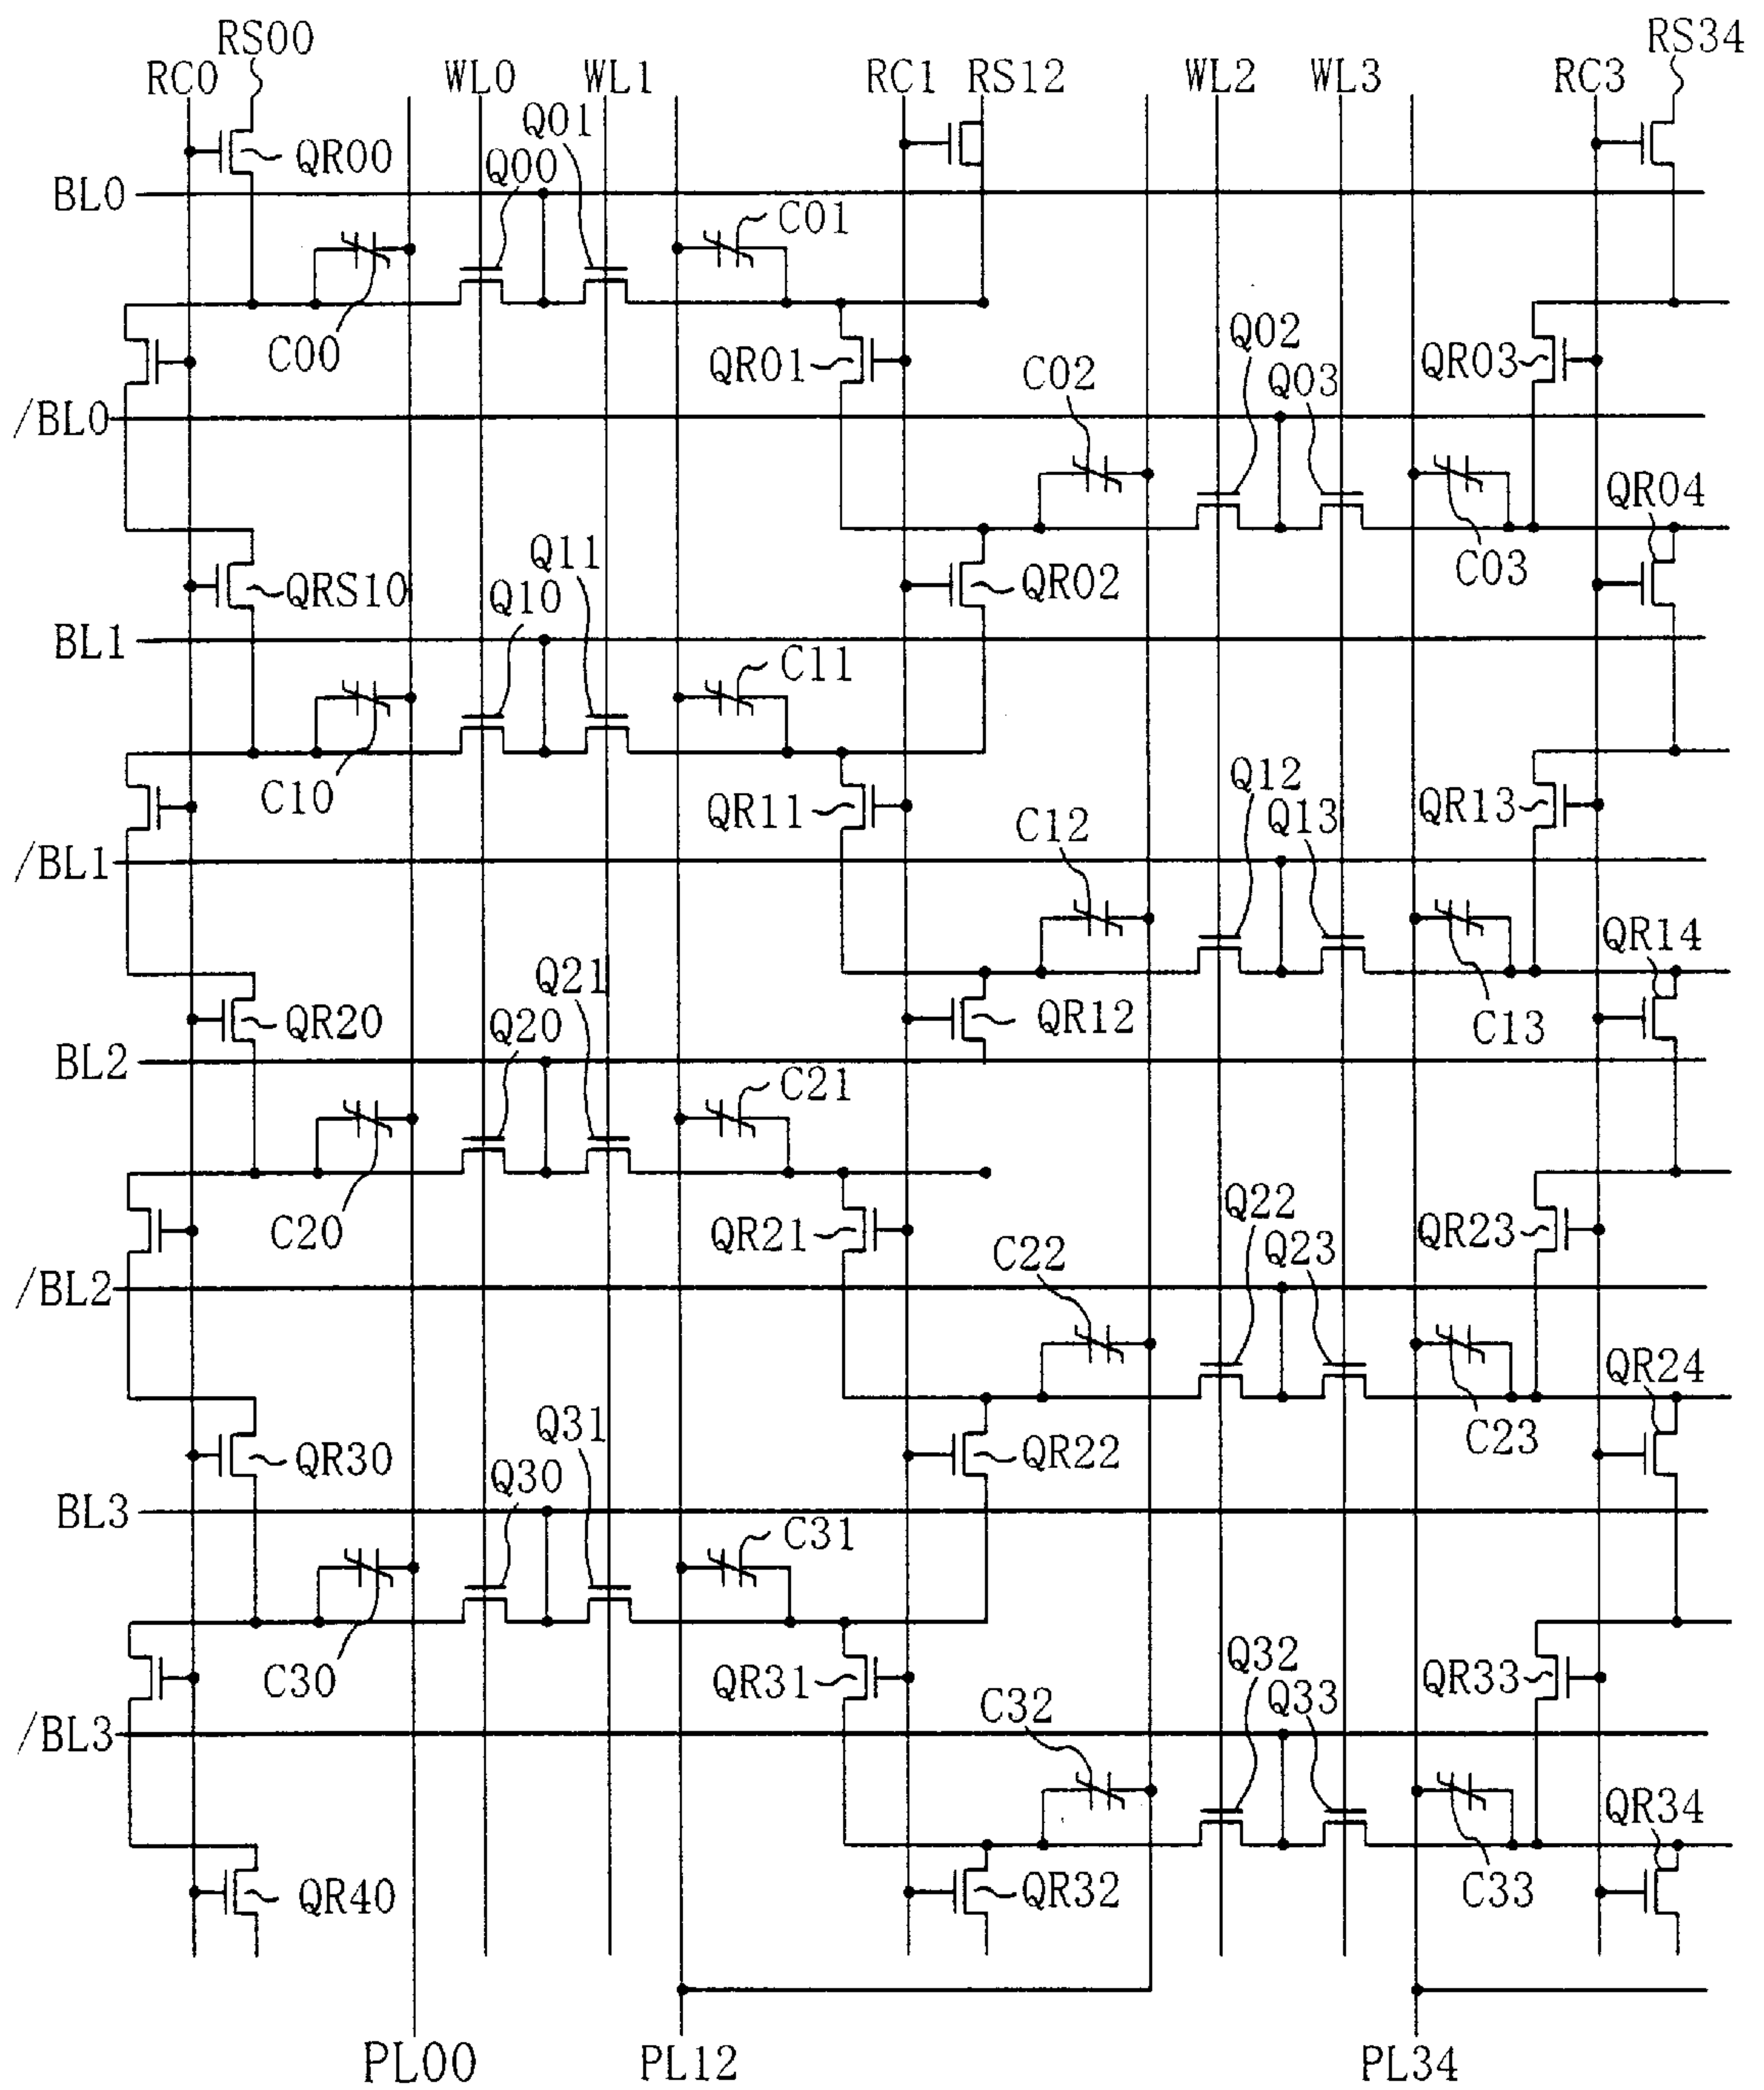 RS00
RS34
RC0
WL0
WL1
RC1
RS12
WL2
WL3
RC3
Q01
QR00
Q00
BL0
C01
C00
QR01
Q02
QR03
C02
Q03
/BL0
QR04
Q11
C03
QRS10
Q10
QR02
BL1
C11
C10
QR11
Q12
QR13
C12
Q13
/BL1
QR14
Q21
QR20
Q20
QR12
C13
BL2
C21
C20
QR21
Q22
QR23
C22
Q23
/BL2
QR24
Q31
C23
QR30
Q30
QR22
BL3
C31
C30
QR31
Q32
QR33
C32
Q33
/BL3
QR34
QR40
QR32
C33
PL00
PL12
PL34